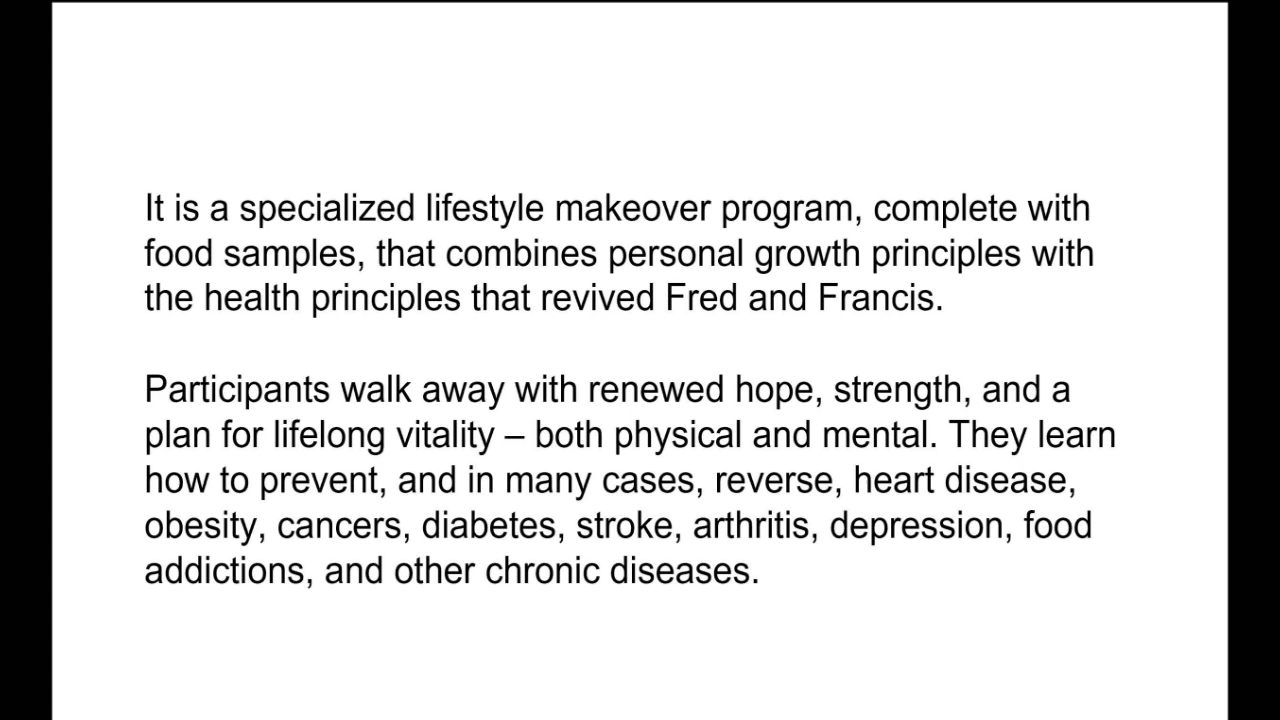 It is a specialized lifestyle makeover program, complete with
food samples, that combines personal growth principles with
the health principles that revived Fred and Francis.
Participants walk away with renewed hope, strength, and a
plan for lifelong vitality – both physical and mental. They learn
how to prevent, and in many cases, reverse, heart disease,
obesity, cancers, diabetes, stroke, arthritis, depression, food
addictions, and other chronic diseases.